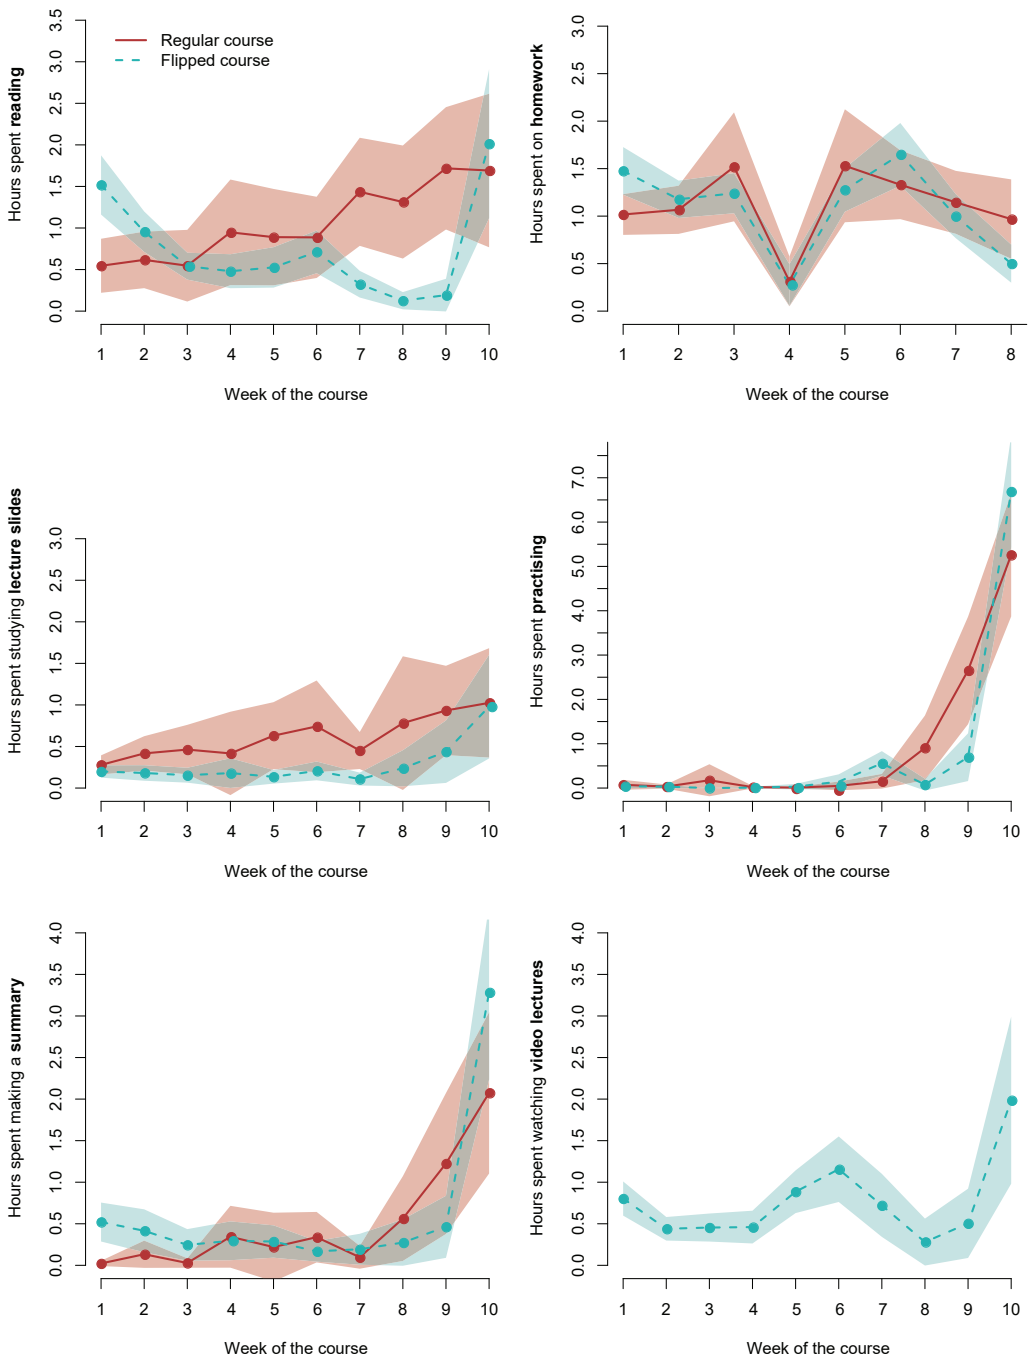 Regular course
Flipped course
Hours spent reading
0.0 0.5 1.0 1.5 2.0 2.5 3.0 3.5
1 2 3 4 5 6 7 8 9 10
Week of the course
Hours spent on homework
0.0 0.5 1.0 1.5 2.0 2.5 3.0
1 2 3 4 5 6 7 8
Week of the course
Hours spent studying lecture slides
0.0 0.5 1.0 1.5 2.0 2.5 3.0
1 2 3 4 5 6 7 8 9 10
Week of the course
Hours spent practising
0.0 1.0 2.0 3.0 4.0 5.0 6.0 7.0
1 2 3 4 5 6 7 8 9 10
Week of the course
Hours spent making a summary
0.0 0.5 1.0 1.5 2.0 2.5 3.0 3.5 4.0
1 2 3 4 5 6 7 8 9 10
Week of the course
Hours spent watching video lectures
0.0 0.5 1.0 1.5 2.0 2.5 3.0 3.5 4.0
1 2 3 4 5 6 7 8 9 10
Week of the course